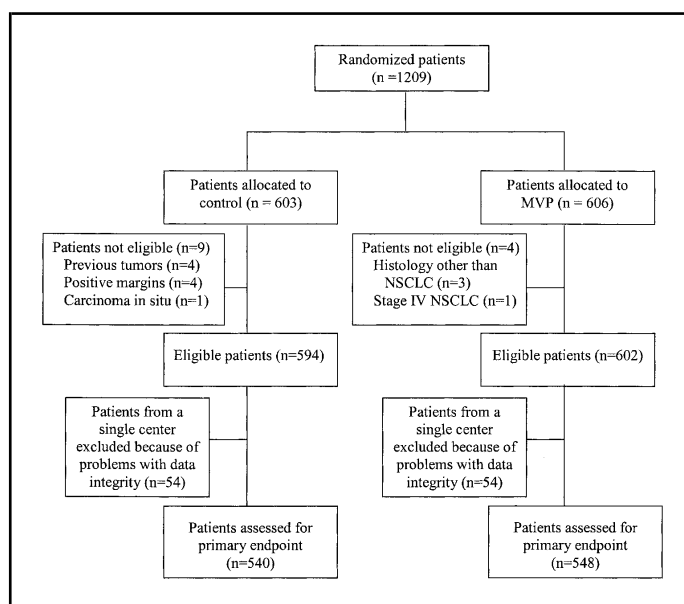 Randomized patients
(n =1209)
Patients allocated to
control (n = 603)
Patients allocated to
MVP (n = 606)
Patients not eligible (n=9)
Previous tumors (n=4)
Positive margins (n=4)
Carcinoma in situ (n=1)
Patients not eligible (n=4)
Histology other than
NSCLC (n=3)
Stage IV NSCLC (n=1)
Eligible patients (n=594)
Eligible patients (n=602)
Patients from a
single center
excluded because of
problems with data
integrity (n=54)
Patients from a
single center
excluded because of
problems with data
integrity (n=54)
Patients assessed for
primary endpoint
(n=540)
Patients assessed for
primary endpoint
(n=548)